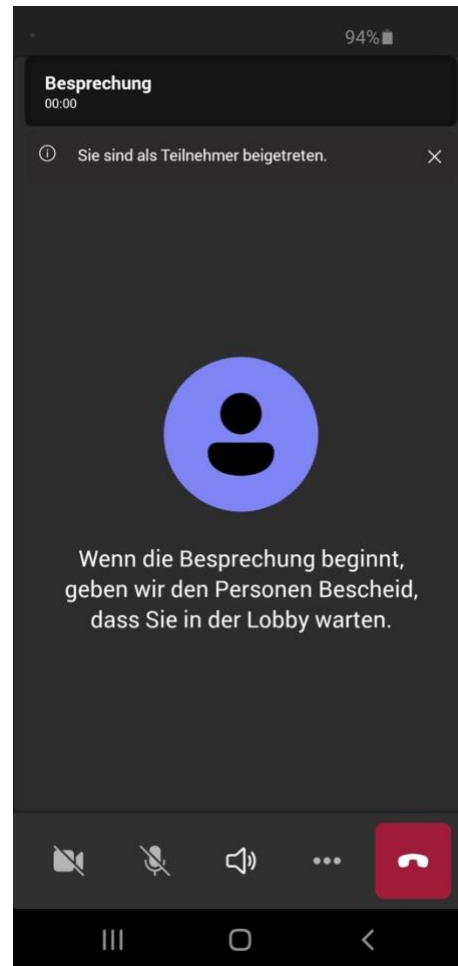 94%
Besprechung
00:00
Sie sind als Teilnehmer beigetreten.
Wenn die Besprechung beginnt,
geben wir den Personen Bescheid,
dass Sie in der Lobby warten.